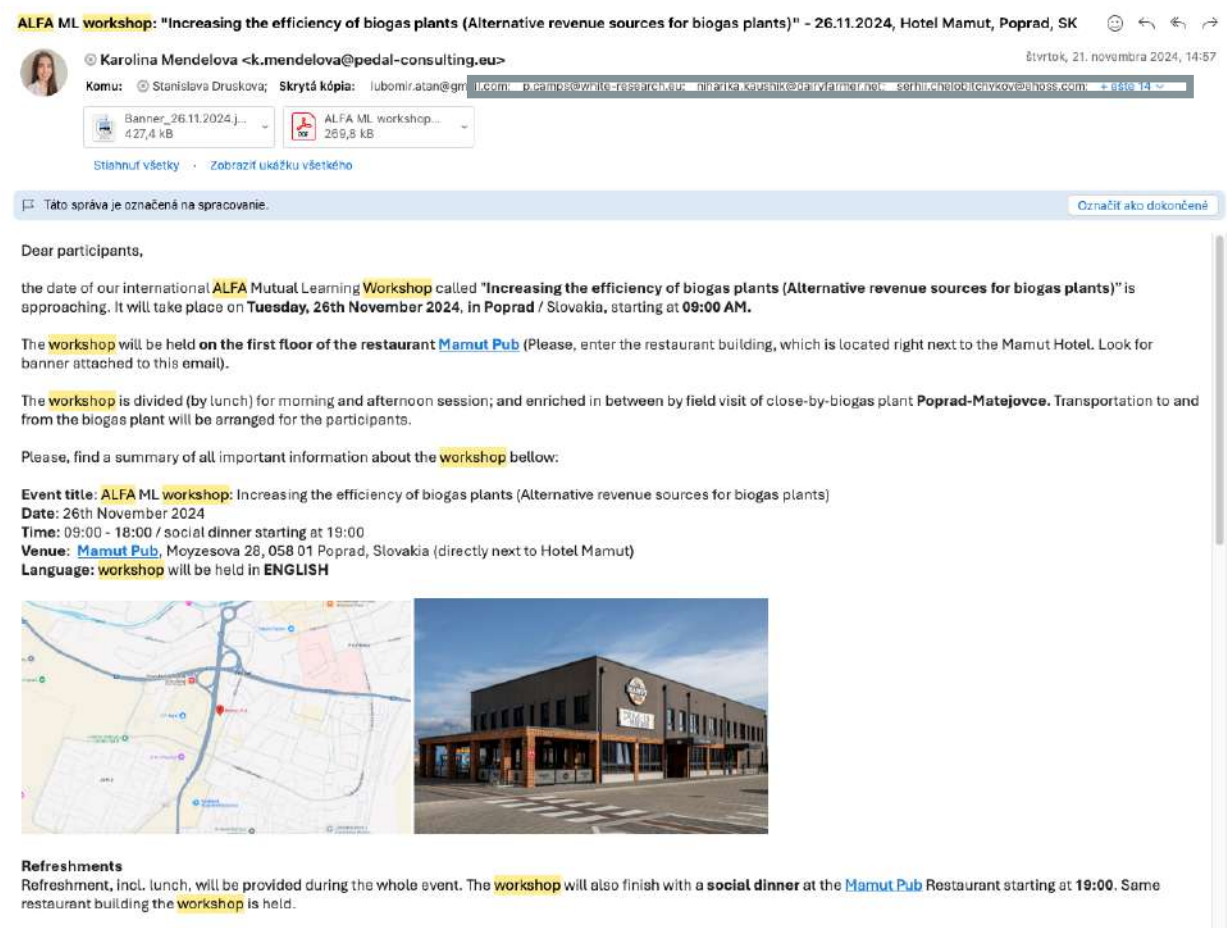 ALFA ML workshop: "Increasing the efficiency of biogas plants (Alternative revenue sources for biogas plants)" - 26.11.2024, Hotel Mamut, Poprad, SK
Karolina Mendelova <k.mendelova@pedal-consulting.eu>
štvrtok, 21. novembra 2024, 14:57
Komu: Stanislava Druskova; Skrytá kópia: lubomir.atan@gm
Banner_26.11.2024.j...
427,4 kB
ALFA ML workshop...
269,8 kB
Stiahnuť všetky · Zobraziť ukážku všetkého
Táto správa je označená na spracovanie.
Označiť ako dokončené
Dear participants,
the date of our international ALFA Mutual Learning Workshop called "Increasing the efficiency of biogas plants (Alternative revenue sources for biogas plants)" is
approaching. It will take place on Tuesday, 26th November 2024, in Poprad / Slovakia, starting at 09:00 AM.
The workshop will be held on the first floor of the restaurant Mamut Pub (Please, enter the restaurant building, which is located right next to the Mamut Hotel. Look for
banner attached to this email).
The workshop is divided (by lunch) for morning and afternoon session; and enriched in between by field visit of close-by-biogas plant Poprad-Matejovce. Transportation to and
from the biogas plant will be arranged for the participants.
Please, find a summary of all important information about the workshop bellow:
Event title: ALFA ML workshop: Increasing the efficiency of biogas plants (Alternative revenue sources for biogas plants)
Date: 26th November 2024
Time: 09:00 - 18:00 / social dinner starting at 19:00
Venue: Mamut Pub, Moyzesova 28, 058 01 Poprad, Slovakia (directly next to Hotel Mamut)
Language: workshop will be held in ENGLISH
MAMUT
Refreshments
Refreshment, incl. lunch, will be provided during the whole event. The workshop will also finish with a social dinner at the Mamut Pub Restaurant starting at 19:00. Same
restaurant building the workshop is held.